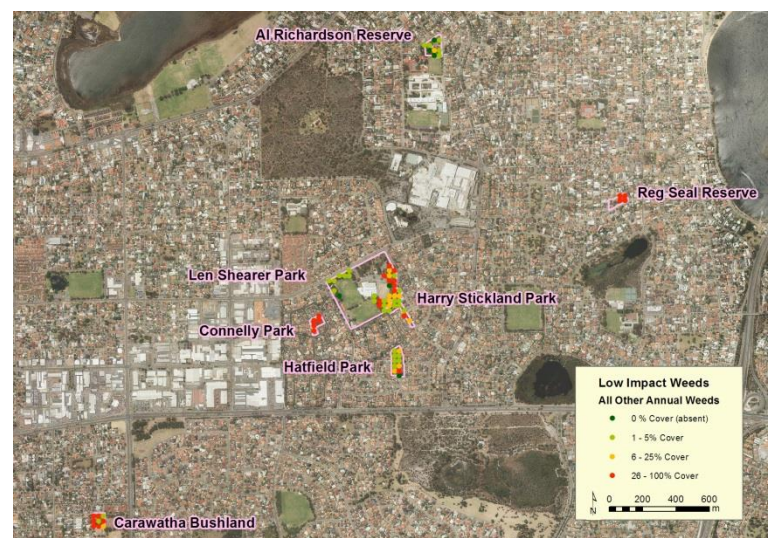 Al Richardson Reserve
Reg Seal Reserve
Len Shearer Park
Harry Stickland Park
Connelly Park
Hatfield Park
Carawatha Bushland
Low Impact Weeds
All Other Annual Weeds
0 % Cover (absent)
1 - 5% Cover
6 - 25% Cover
26 - 100% Cover
N
0 200 400 600
m